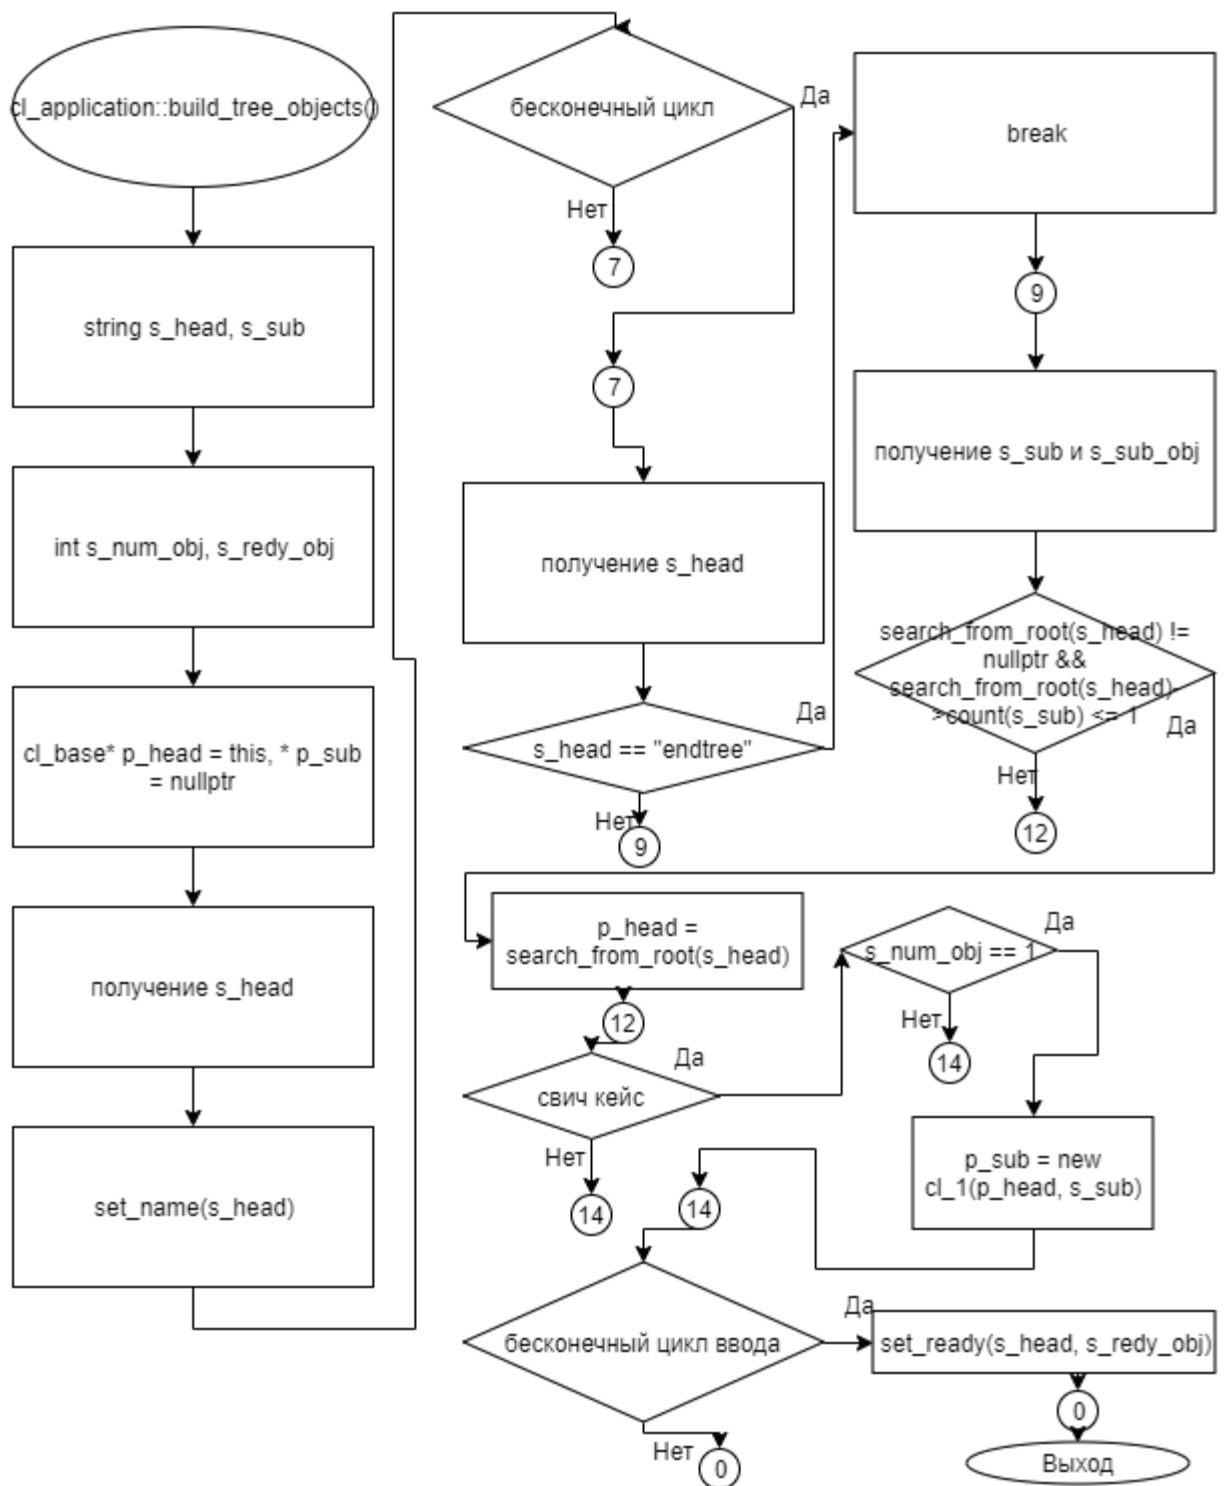 cl_application::build_tree_objects()
string s_head, s_sub
int s_num_obj, s_redy_obj
cl_base* p_head = this, * p_sub
= nullptr
получение s_head
set_name(s_head)
бесконечный цикл
Да
Нет
7
7
получение s_head
s_head == "endtree"
Да
Нет
9
break
9
получение s_sub и s_sub_obj
search_from_root(s_head) !=
nullptr &&
search_from_root(s_head)-
>count(s_sub) <= 1
Да
Нет
12
p_head =
search_from_root(s_head)
12
свич кейс
Да
Нет
14
s_num_obj == 1
Да
Нет
14
p_sub = new
cl_1(p_head, s_sub)
14
бесконечный цикл ввода
Да
Нет
0
set_ready(s_head, s_redy_obj)
0
Выход